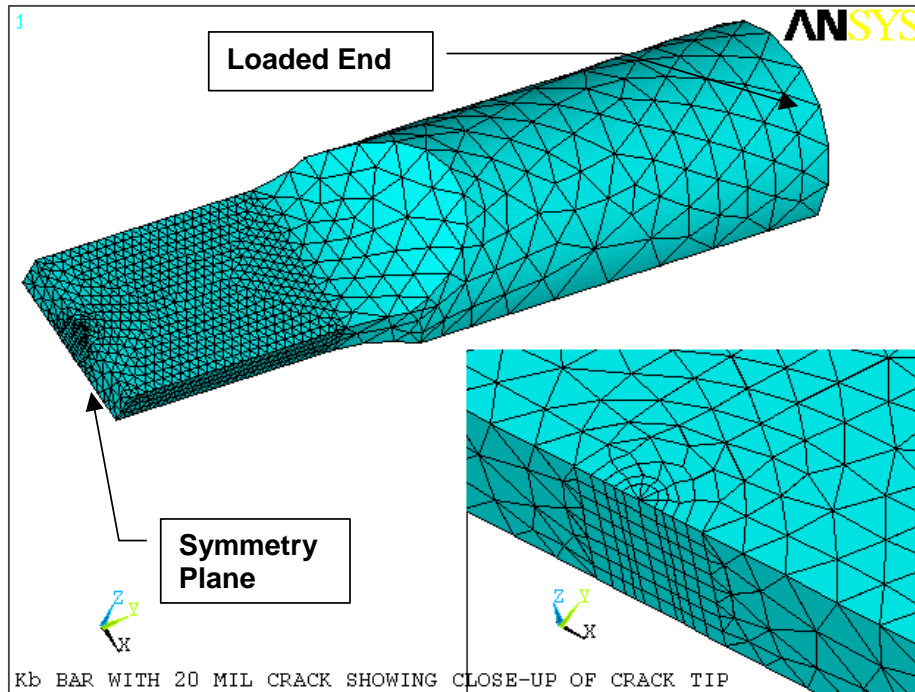 1
ANSYS
Loaded End
Symmetry
Plane
Z
Y
X
Z
Y
X
Kb BAR WITH 20 MIL CRACK SHOWING CLOSE-UP OF CRACK TIP